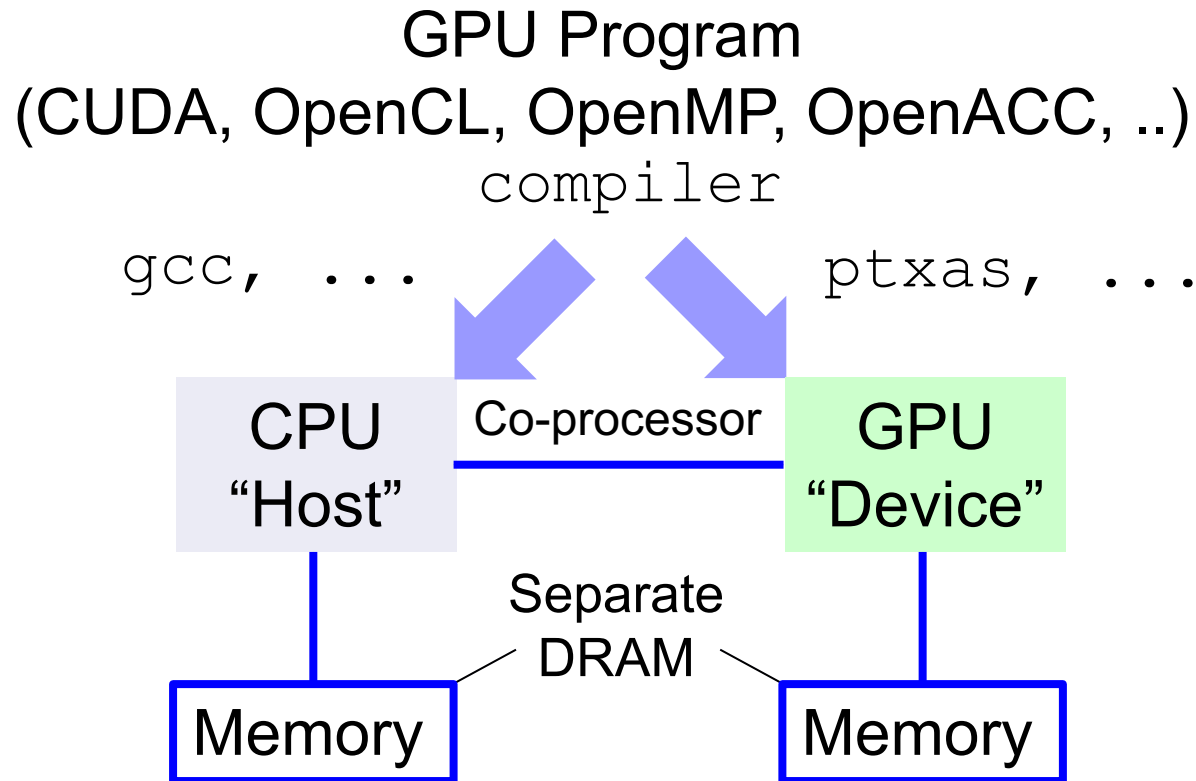 GPU Program
(CUDA, OpenCL, OpenMP, OpenACC, ..)
compiler
gcc, ...
ptxas, ...
CPU
“Host”
Co-processor
GPU
“Device”
Separate
DRAM
Memory
Memory